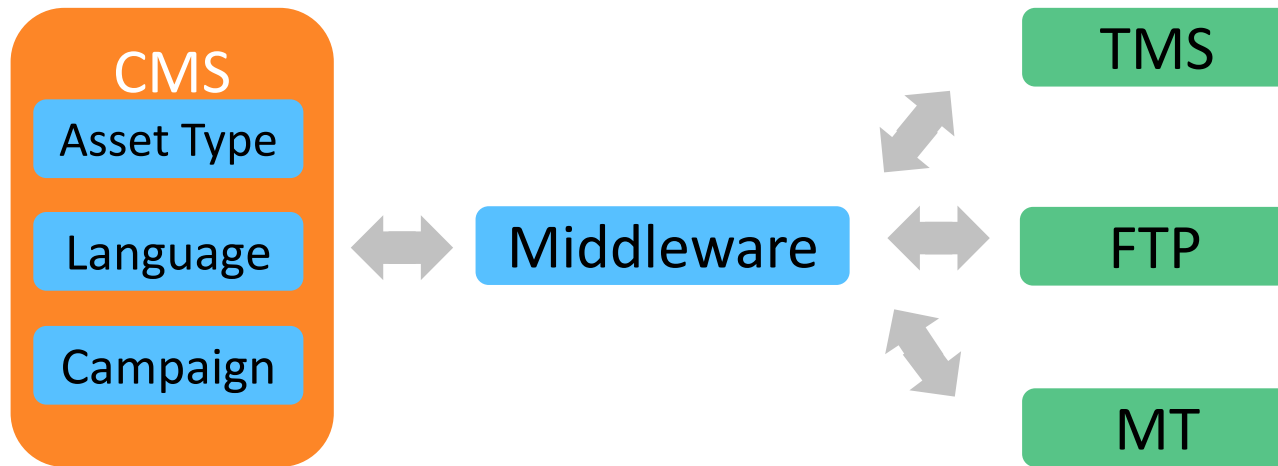 CMS
Asset Type
Language
Campaign
Middleware
TMS
FTP
MT